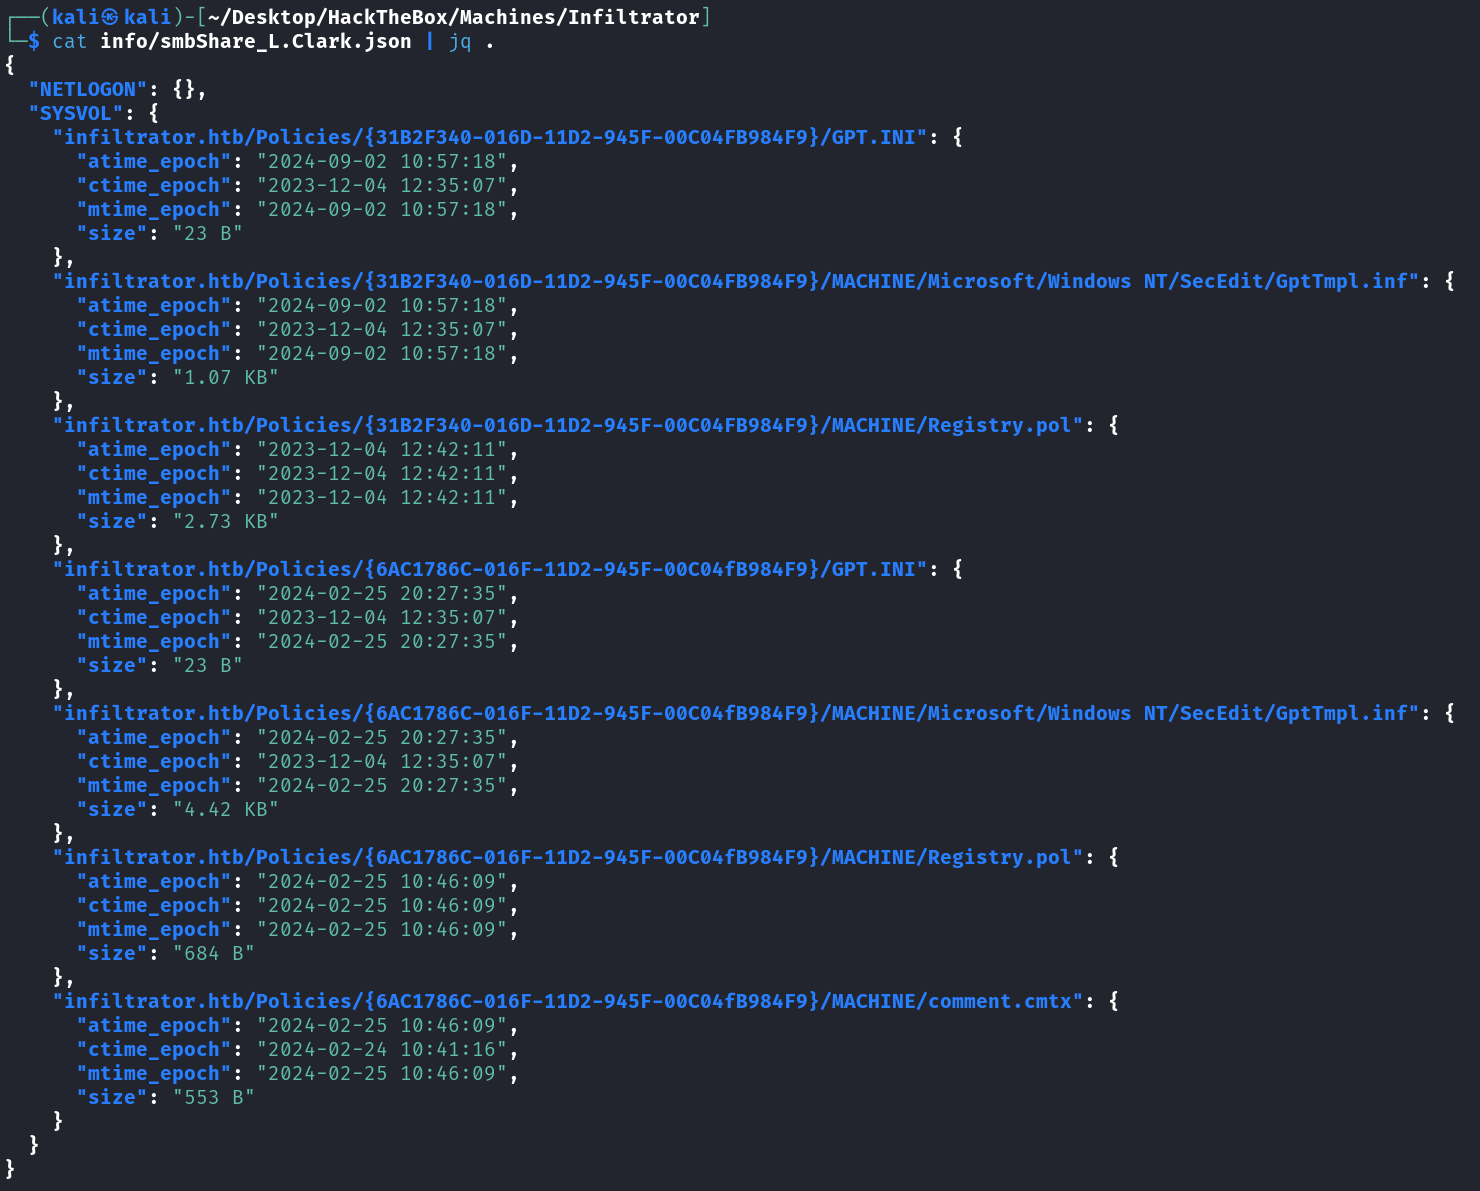 ┌──(kali㉿kali)-[~/Desktop/HackTheBox/Machines/Infiltrator]
└─$ cat info/smbShare_L.Clark.json | jq .
{
  "NETLOGON": {},
  "SYSVOL": {
    "infiltrator.htb/Policies/{31B2F340-016D-11D2-945F-00C04FB984F9}/GPT.INI": {
      "atime_epoch": "2024-09-02 10:57:18",
      "ctime_epoch": "2023-12-04 12:35:07",
      "mtime_epoch": "2024-09-02 10:57:18",
      "size": "23 B"
    },
    "infiltrator.htb/Policies/{31B2F340-016D-11D2-945F-00C04FB984F9}/MACHINE/Microsoft/Windows NT/SecEdit/GptTmpl.inf": {
      "atime_epoch": "2024-09-02 10:57:18",
      "ctime_epoch": "2023-12-04 12:35:07",
      "mtime_epoch": "2024-09-02 10:57:18",
      "size": "1.07 KB"
    },
    "infiltrator.htb/Policies/{31B2F340-016D-11D2-945F-00C04FB984F9}/MACHINE/Registry.pol": {
      "atime_epoch": "2023-12-04 12:42:11",
      "ctime_epoch": "2023-12-04 12:42:11",
      "mtime_epoch": "2023-12-04 12:42:11",
      "size": "2.73 KB"
    },
    "infiltrator.htb/Policies/{6AC1786C-016F-11D2-945F-00C04fB984F9}/GPT.INI": {
      "atime_epoch": "2024-02-25 20:27:35",
      "ctime_epoch": "2023-12-04 12:35:07",
      "mtime_epoch": "2024-02-25 20:27:35",
      "size": "23 B"
    },
    "infiltrator.htb/Policies/{6AC1786C-016F-11D2-945F-00C04fB984F9}/MACHINE/Microsoft/Windows NT/SecEdit/GptTmpl.inf": {
      "atime_epoch": "2024-02-25 20:27:35",
      "ctime_epoch": "2023-12-04 12:35:07",
      "mtime_epoch": "2024-02-25 20:27:35",
      "size": "4.42 KB"
    },
    "infiltrator.htb/Policies/{6AC1786C-016F-11D2-945F-00C04fB984F9}/MACHINE/Registry.pol": {
      "atime_epoch": "2024-02-25 10:46:09",
      "ctime_epoch": "2024-02-25 10:46:09",
      "mtime_epoch": "2024-02-25 10:46:09",
      "size": "684 B"
    },
    "infiltrator.htb/Policies/{6AC1786C-016F-11D2-945F-00C04fB984F9}/MACHINE/comment.cmtx": {
      "atime_epoch": "2024-02-25 10:46:09",
      "ctime_epoch": "2024-02-24 10:41:16",
      "mtime_epoch": "2024-02-25 10:46:09",
      "size": "553 B"
    }
  }
}